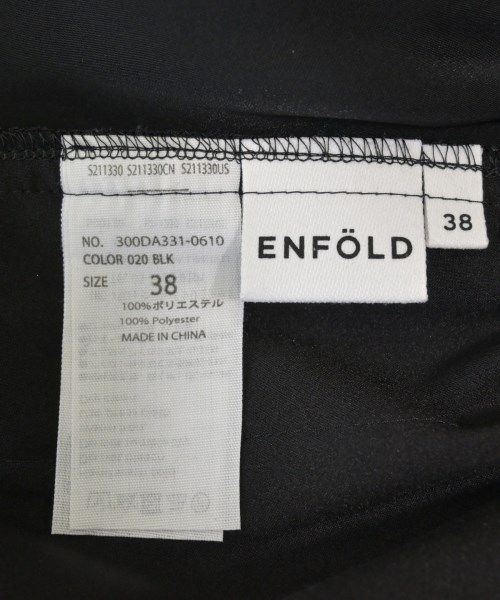 S211330 S211330CN S211330US
NO. 300DA331-0610
COLOR 020 BLK
SIZE 38
100%ポリエステル
100% Polyester
MADE IN CHINA
ENFÖLD
38